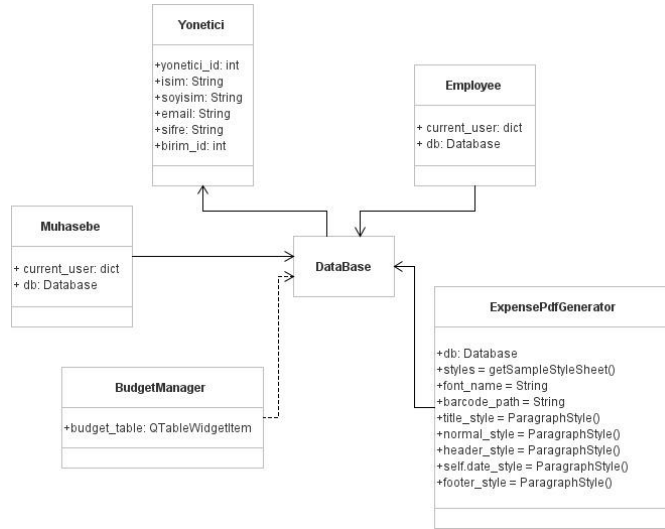 Yonetici
+yonetici_id: int
+isim: String
+soyisim: String
+email: String
+sifre: String
+birim_id: int
Employee
+ current_user: dict
+ db: Database
Muhasebe
+ current_user: dict
+ db: Database
DataBase
BudgetManager
+budget_table: QTableWidgetItem
ExpensePdfGenerator
+db: Database
+styles = getSampleStyleSheet()
+font_name = String
+barcode_path = String
+title_style = ParagraphStyle()
+normal_style = ParagraphStyle()
+header_style = ParagraphStyle()
+self.date_style = ParagraphStyle()
+footer_style = ParagraphStyle()